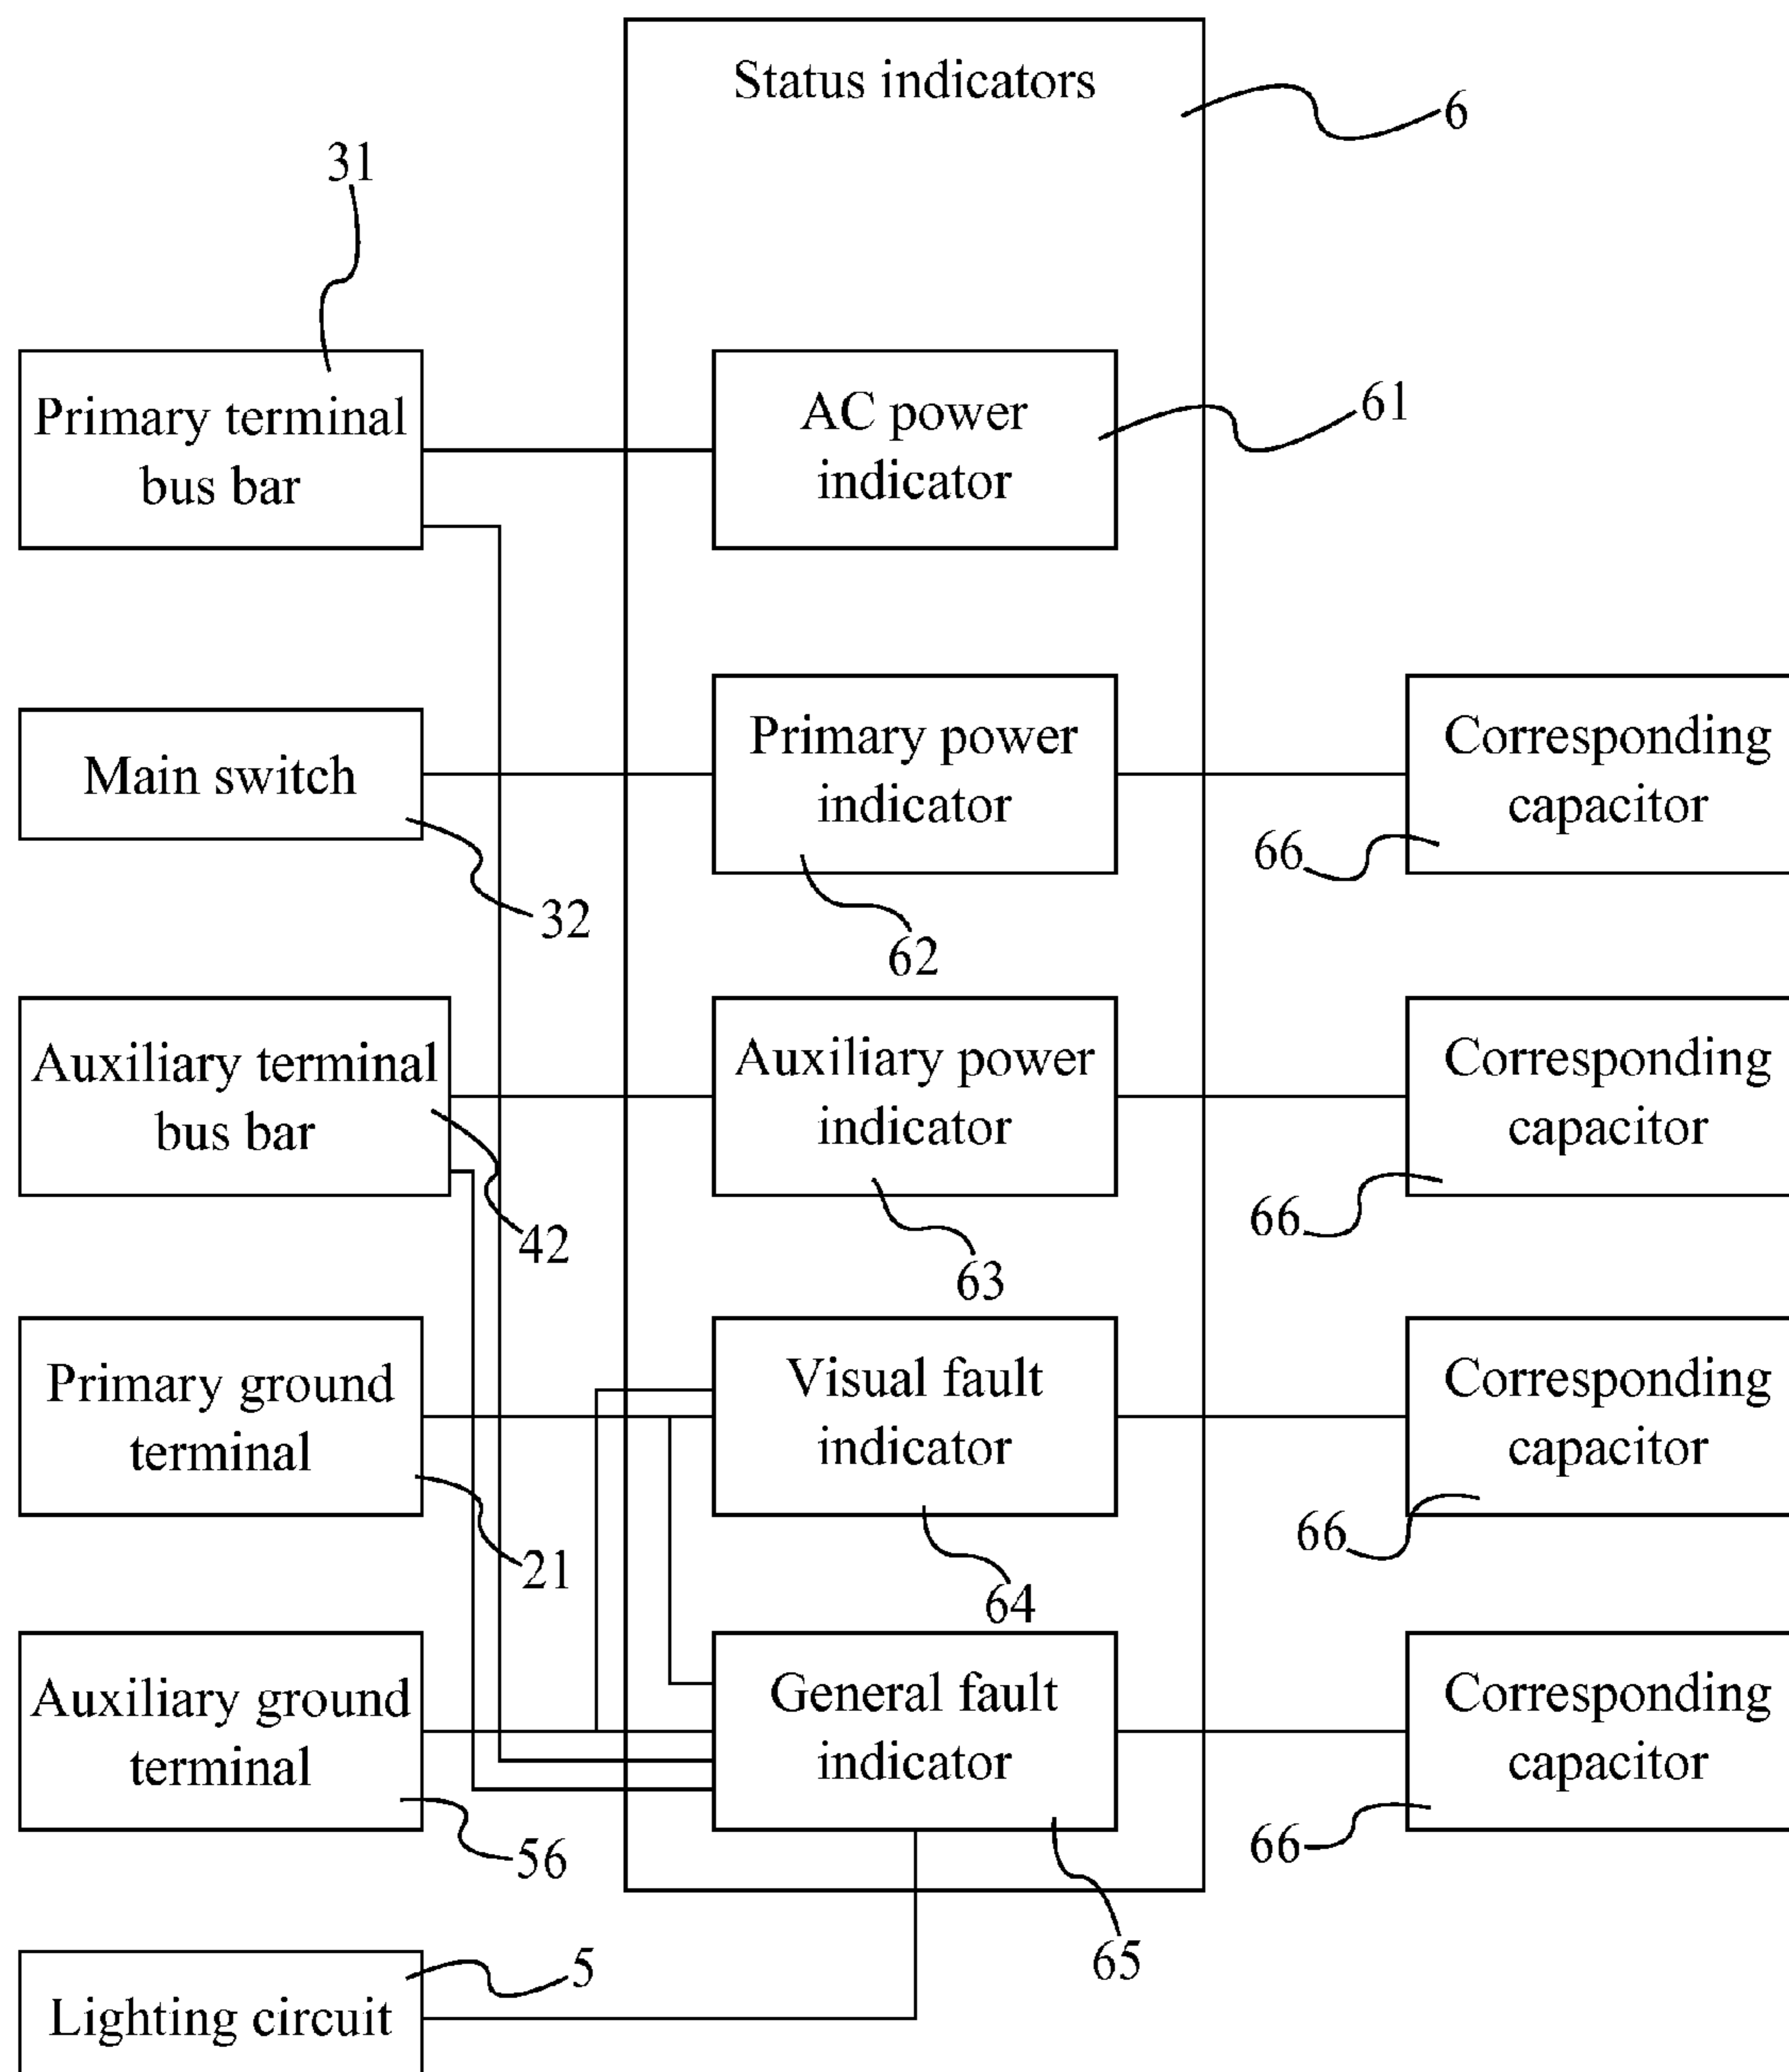 Status indicators
6
31
Primary terminal
bus bar
AC power
indicator
61
Main switch
32
Primary power
indicator
62
Corresponding
capacitor
66
Auxiliary terminal
bus bar
42
Auxiliary power
indicator
63
Corresponding
capacitor
66
Primary ground
terminal
21
Visual fault
indicator
64
Corresponding
capacitor
66
Auxiliary ground
terminal
56
General fault
indicator
65
Corresponding
capacitor
66
Lighting circuit
5